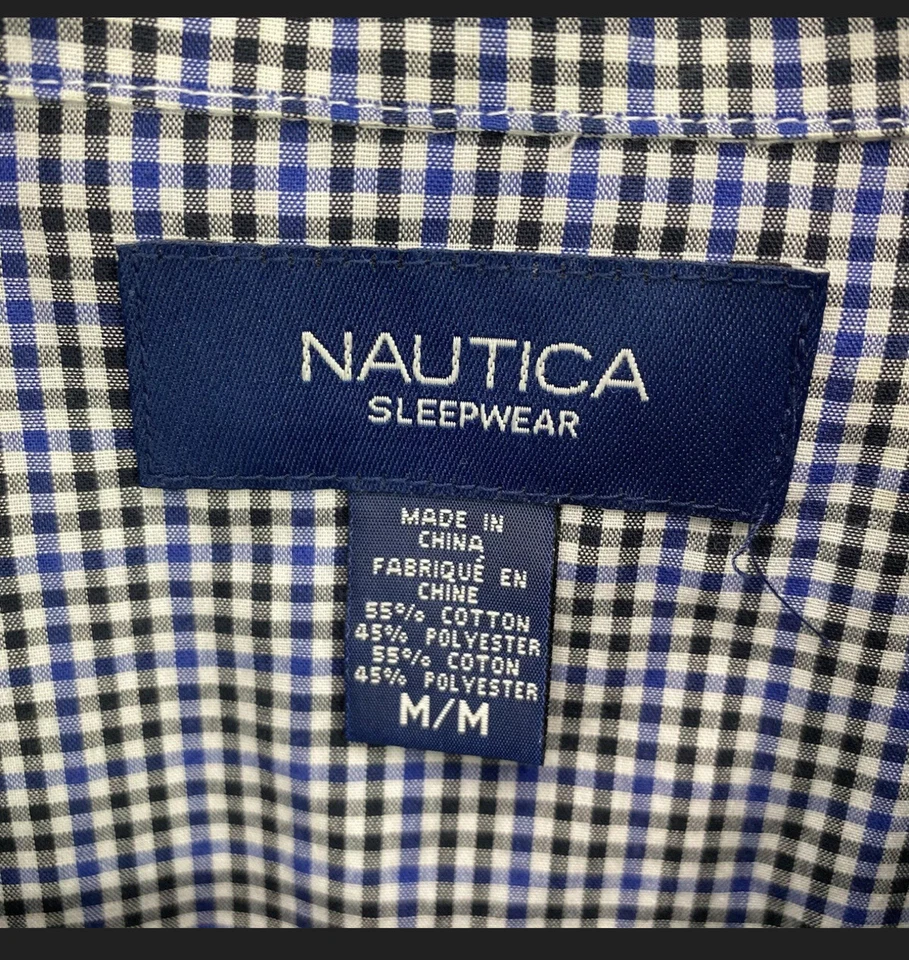 NAUTICA
SLEEPWEAR
MADE IN
CHINA
FABRIQUÉ EN
CHINE
55% COTTON
45% POLYESTER
55% COTON
45% POLYESTER
M/M